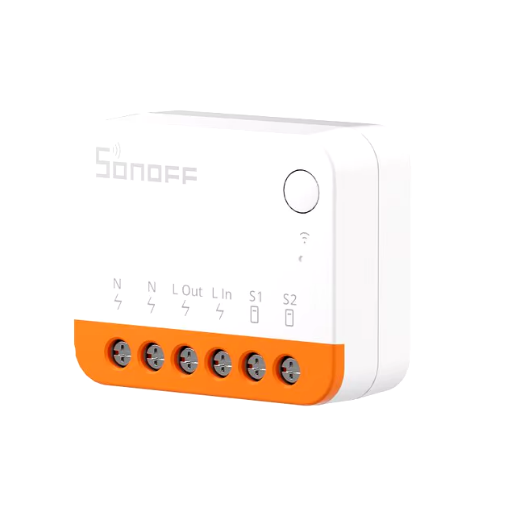 SONOFF
N N L Out L In S1 S2